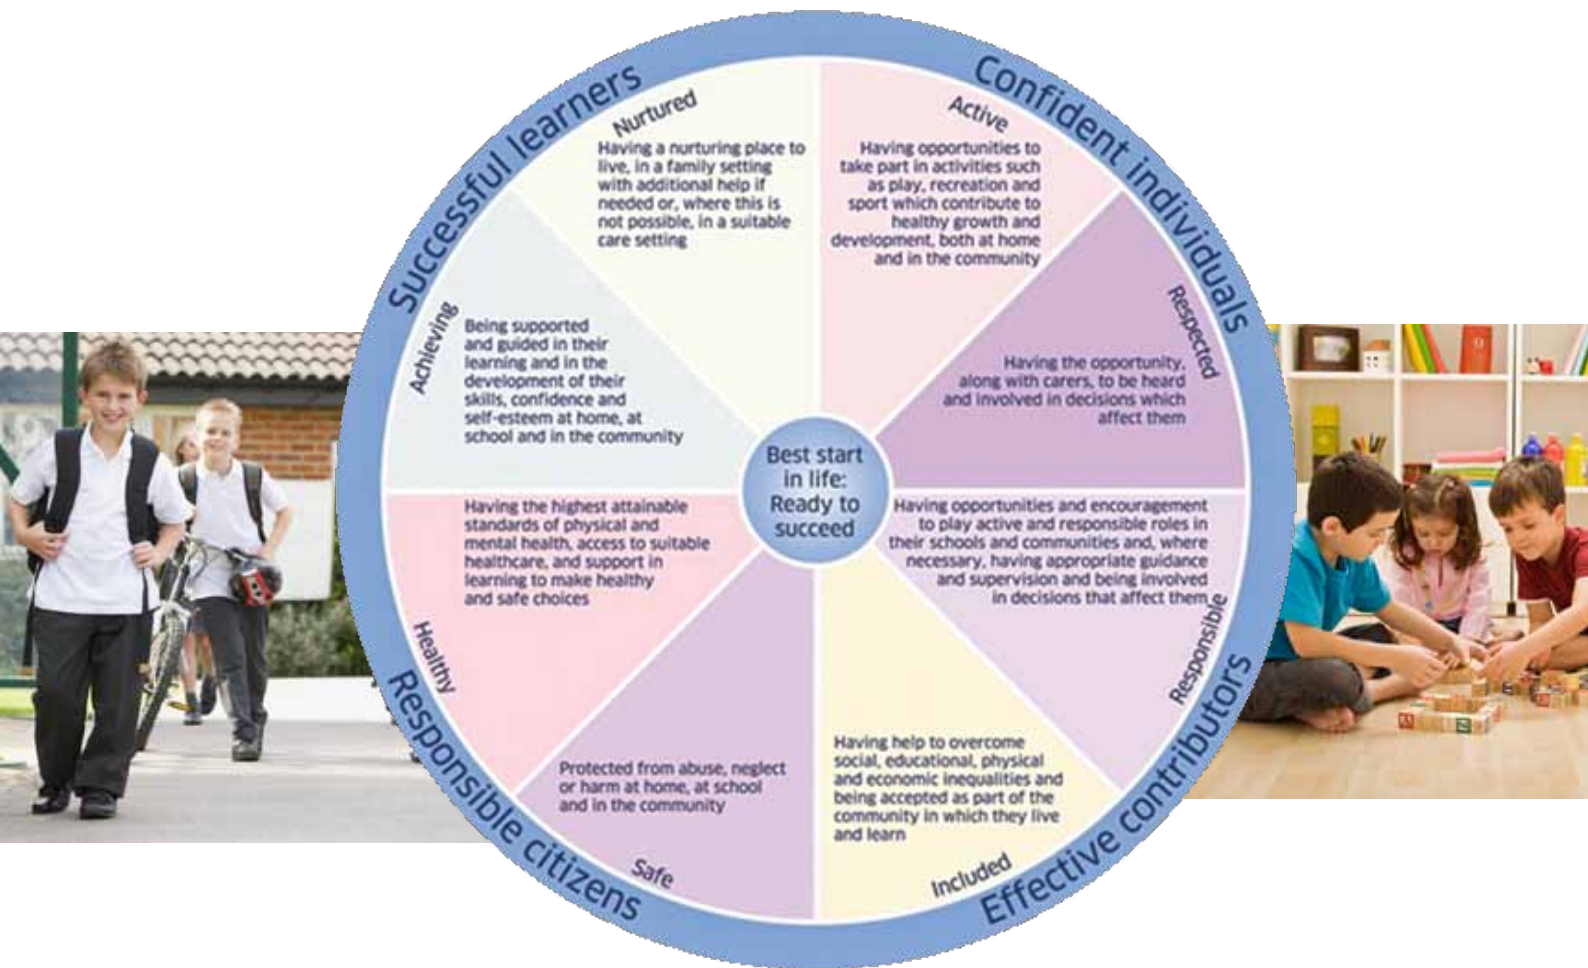 Successful learners
Confident individuals
Nurtured
Having a nurturing place to
live, in a family setting
with additional help if
needed or, where this is
not possible, in a suitable
care setting
Active
Having opportunities to
take part in activities such
as play, recreation and
sport which contribute to
healthy growth and
development, both at home
and in the community
Achieving
Being supported
and guided in their
learning and in the
development of their
skills, confidence and
self-esteem at home, at
school and in the community
Respected
Having the opportunity,
along with carers, to be heard
and involved in decisions which
affect them
Best start
in life:
Ready to
succeed
Having the highest attainable
standards of physical and
mental health, access to suitable
healthcare, and support in
learning to make healthy
and safe choices
Healthy
Having opportunities and encouragement
to play active and responsible roles in
their schools and communities and, where
necessary, having appropriate guidance
and supervision and being involved
in decisions that affect them
Responsible
Protected from abuse, neglect
or harm at home, at school
and in the community
Safe
Having help to overcome
social, educational, physical
and economic inequalities and
being accepted as part of the
community in which they live
and learn
Included
Responsible citizens
Effective contributors